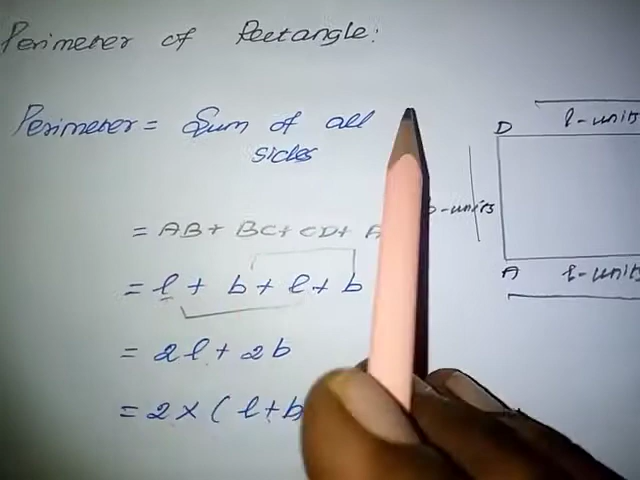 Perimeter of Rectangle:
Perimeter = Sum of all
sides
= AB+ BC+ CD+ A
= l + b + l + b
= 2l + 2b
= 2 × ( l+b
D
l-units
b-units
A
l-units